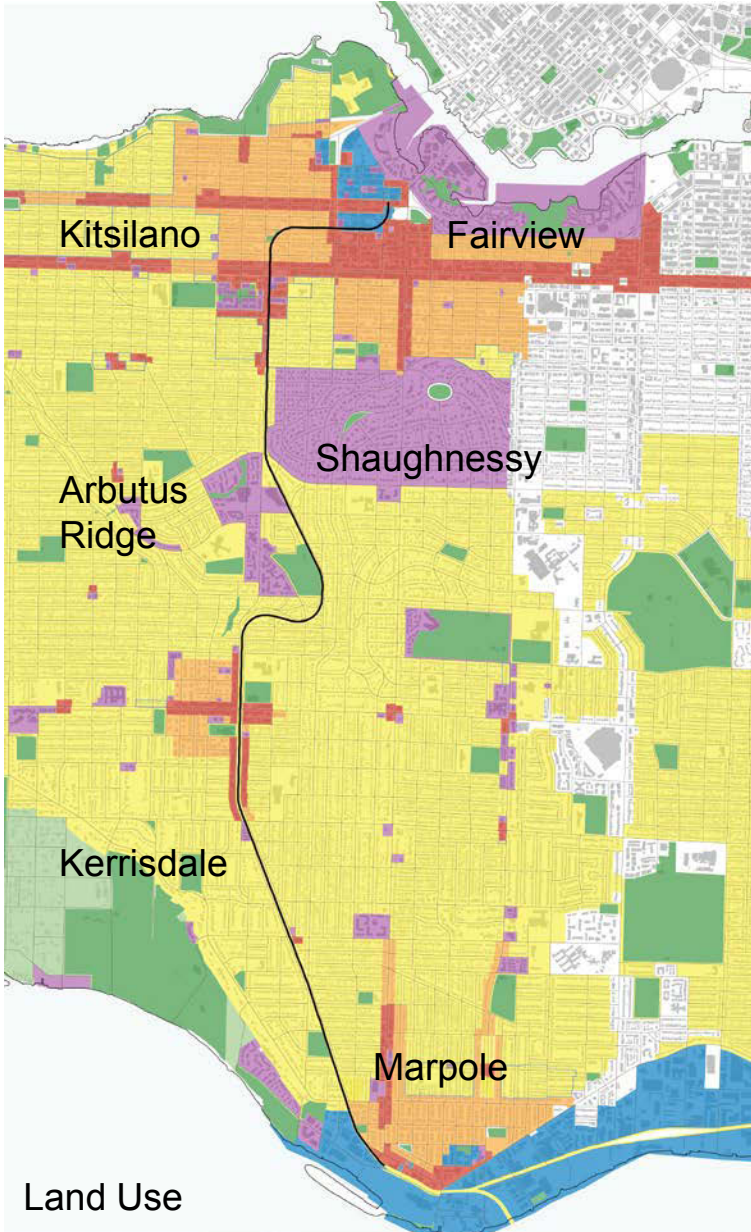 Kitsilano
Fairview
Shaughnessy
Arbutus
Ridge
Kerrisdale
Marpole
Land Use